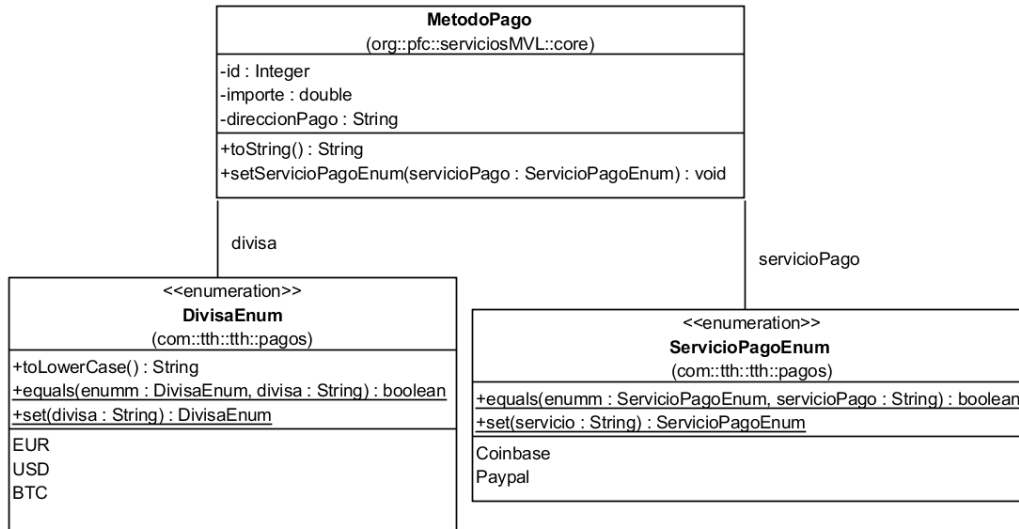 MetodoPago
(org::pfc::serviciosMVL::core)
-id : Integer
-importe : double
-direccionPago : String
+toString() : String
+setServicioPagoEnum(servicioPago : ServicioPagoEnum) : void
divisa
servicioPago
<<enumeration>>
DivisaEnum
(com::tth::tth::pagos)
+toLowerCase() : String
+equals(enumm : DivisaEnum, divisa : String) : boolean
+set(divisa : String) : DivisaEnum
EUR
USD
BTC
<<enumeration>>
ServicioPagoEnum
(com::tth::tth::pagos)
+equals(enumm : ServicioPagoEnum, servicioPago : String) : boolean
+set(servicio : String) : ServicioPagoEnum
Coinbase
Paypal